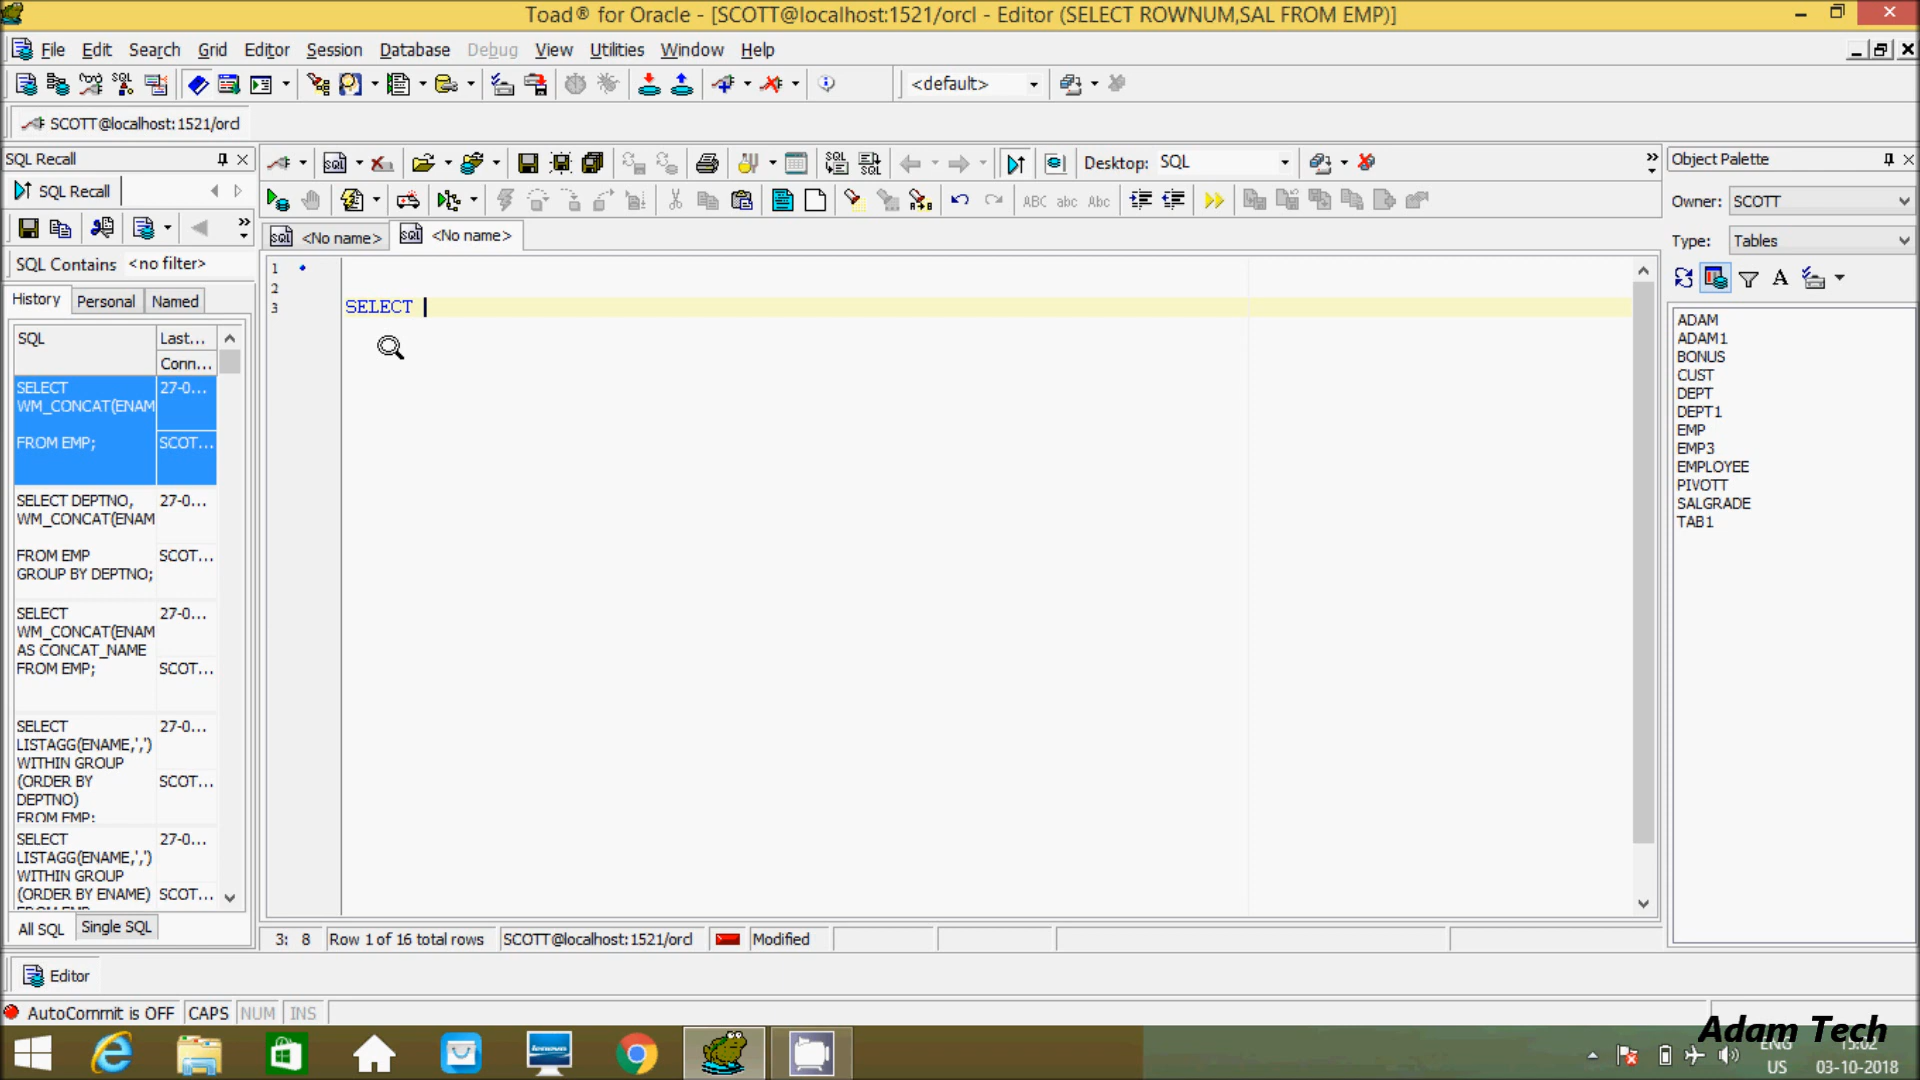 Toad® for Oracle - [SCOTT@localhost:1521/orcl - Editor (SELECT ROWNUM,SAL FROM EMP)]
File Edit Search Grid Editor Session Database Debug View Utilities Window Help
<default>
SCOTT@localhost:1521/orcl
SQL Recall
SQL Recall
SQL Contains <no filter>
History Personal Named
SQL Last...
Conn...
SELECT 27-0...
WM_CONCAT(ENAM
FROM EMP; SCOT...
SELECT DEPTNO, 27-0...
WM_CONCAT(ENAM
FROM EMP SCOT...
GROUP BY DEPTNO;
SELECT 27-0...
WM_CONCAT(ENAM
AS CONCAT_NAME
FROM EMP; SCOT...
SELECT 27-0...
LISTAGG(ENAME,',')
WITHIN GROUP
(ORDER BY SCOT...
DEPTNO)
FROM EMP;
SELECT 27-0...
LISTAGG(ENAME,',')
WITHIN GROUP
(ORDER BY ENAME) SCOT...
All SQL Single SQL
Desktop: SQL
ABC abc Abc
<No name> <No name>
1
2
3 SELECT
3: 8 Row 1 of 16 total rows SCOTT@localhost:1521/orcl Modified
Object Palette
Owner: SCOTT
Type: Tables
ADAM
ADAM1
BONUS
CUST
DEPT
DEPT1
EMP
EMP3
EMPLOYEE
PIVOTT
SALGRADE
TAB1
Editor
AutoCommit is OFF CAPS NUM INS
Adam Tech
ENG 15:02
US 03-10-2018